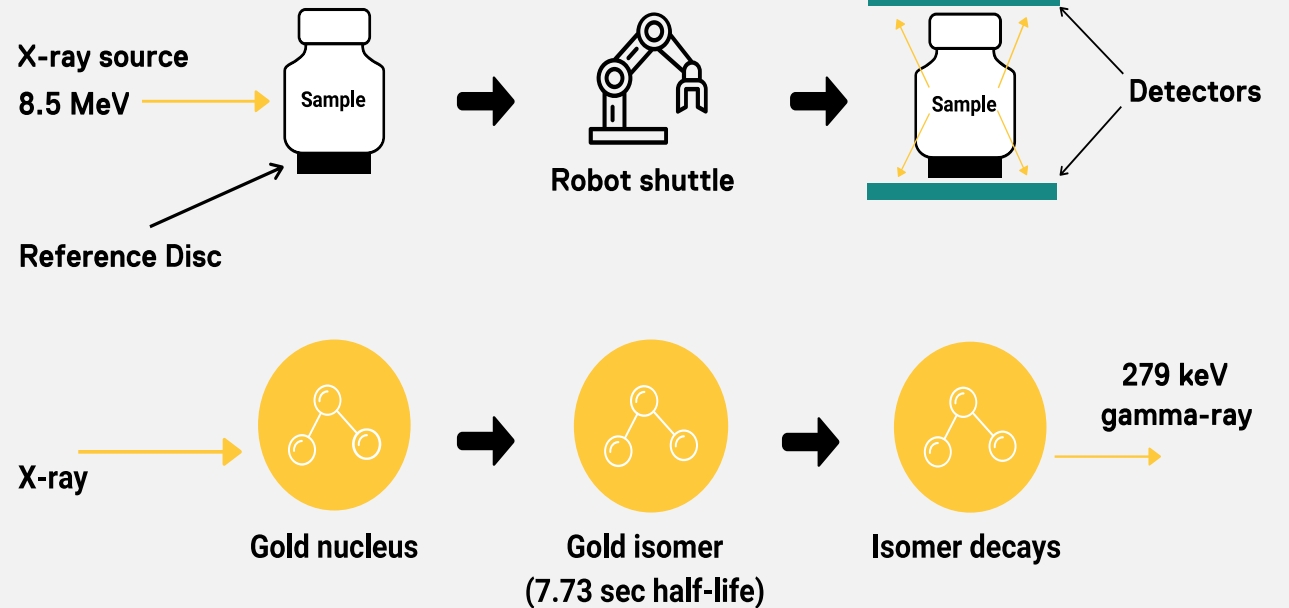 X-ray source
8.5 MeV
Sample
Reference Disc
Robot shuttle
Sample
Detectors
X-ray
Gold nucleus
Gold isomer
(7.73 sec half-life)
Isomer decays
279 keV
gamma-ray